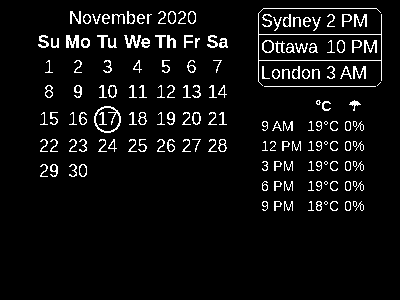 November 2020
Su Mo Tu We Th Fr Sa
1 2 3 4 5 6 7
8 9 10 11 12 13 14
15 16 17 18 19 20 21
22 23 24 25 26 27 28
29 30
Sydney 2 PM
Ottawa 10 PM
London 3 AM
°C ☂
9 AM 19°C 0%
12 PM 19°C 0%
3 PM 19°C 0%
6 PM 19°C 0%
9 PM 18°C 0%